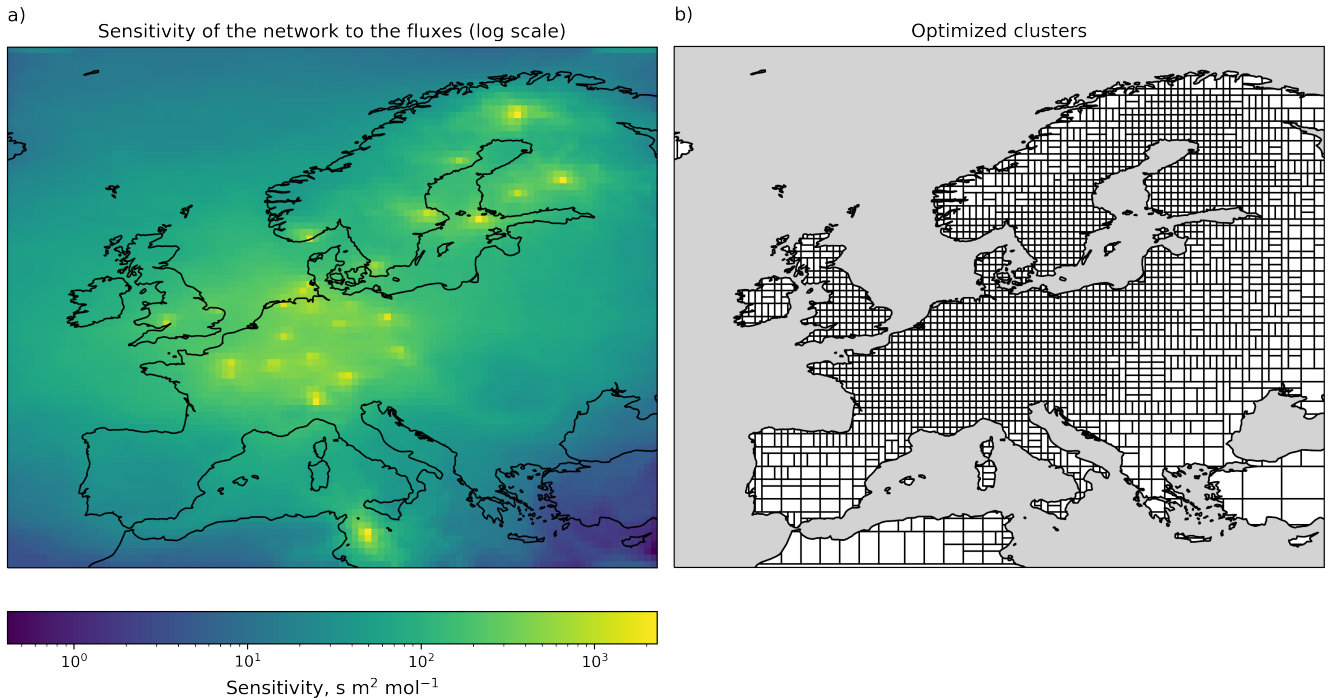 a)
Sensitivity of the network to the fluxes (log scale)
b)
Optimized clusters
10⁰ 10¹ 10² 10³
Sensitivity, s m² mol⁻¹